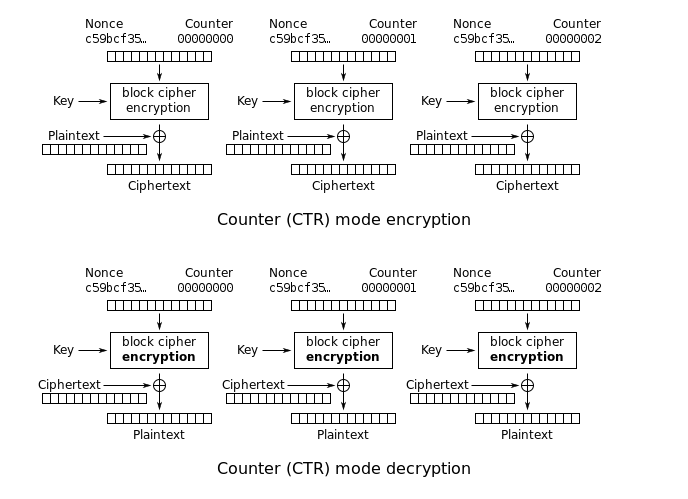 Nonce Counter Nonce Counter Nonce Counter
c59bcf35… 00000000 c59bcf35… 00000001 c59bcf35… 00000002
Key block cipher Key block cipher Key block cipher
encryption encryption encryption
Plaintext Plaintext Plaintext
Ciphertext Ciphertext Ciphertext
Counter (CTR) mode encryption
Nonce Counter Nonce Counter Nonce Counter
c59bcf35… 00000000 c59bcf35… 00000001 c59bcf35… 00000002
Key block cipher Key block cipher Key block cipher
encryption encryption encryption
Ciphertext Ciphertext Ciphertext
Plaintext Plaintext Plaintext
Counter (CTR) mode decryption